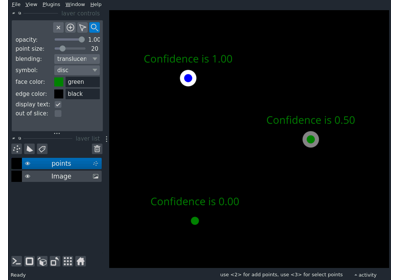 File View Plugins Window Help
layer controls
opacity: 1.00
point size: 20
blending: translucen
symbol: disc
face color: green
edge color: black
display text:
out of slice:
layer list
points
Image
Confidence is 1.00
Confidence is 0.50
Confidence is 0.00
Ready
use <2> for add points, use <3> for select points
activity